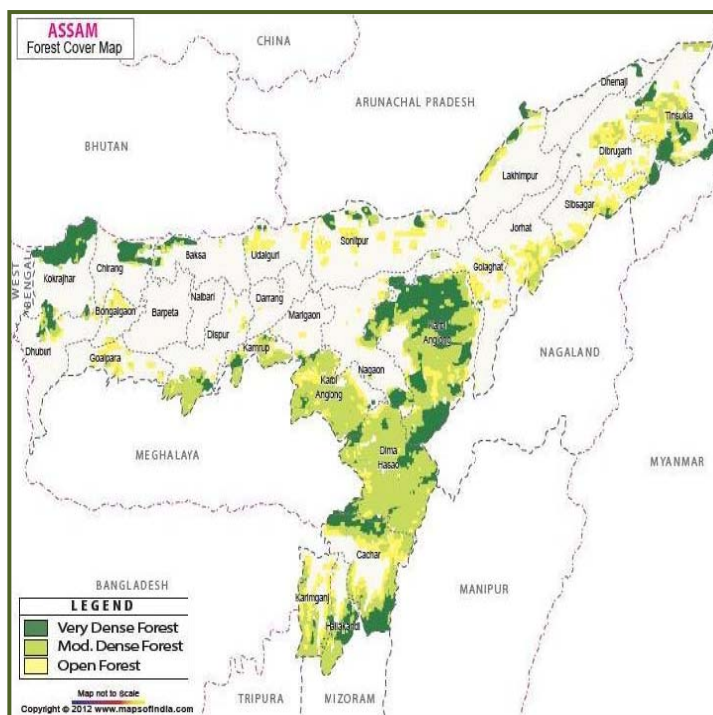 ASSAM
Forest Cover Map
CHINA
ARUNACHAL PRADESH
BHUTAN
Dhemaji
Tinsukia
Dibrugarh
Lakhimpur
Sibsagar
Jorhat
Golaghat
Sonitpur
Udalguri
Baksa
Chirang
Kokrajhar
WEST
BENGAL
Nalbari
Darrang
Barpeta
Bongaigaon
Marigaon
Dispur
Kamrup
Dhuburi
Goalpara
Nagaon
Karbi
Anglong
Karbi
Anglong
NAGALAND
MEGHALAYA
Dima
Hasao
MYANMAR
Cachar
BANGLADESH
MANIPUR
Karimganj
Hailakandi
LEGEND
Very Dense Forest
Mod. Dense Forest
Open Forest
Map not to Scale
Copyright © 2012 www.mapsofindia.com
TRIPURA
MIZORAM